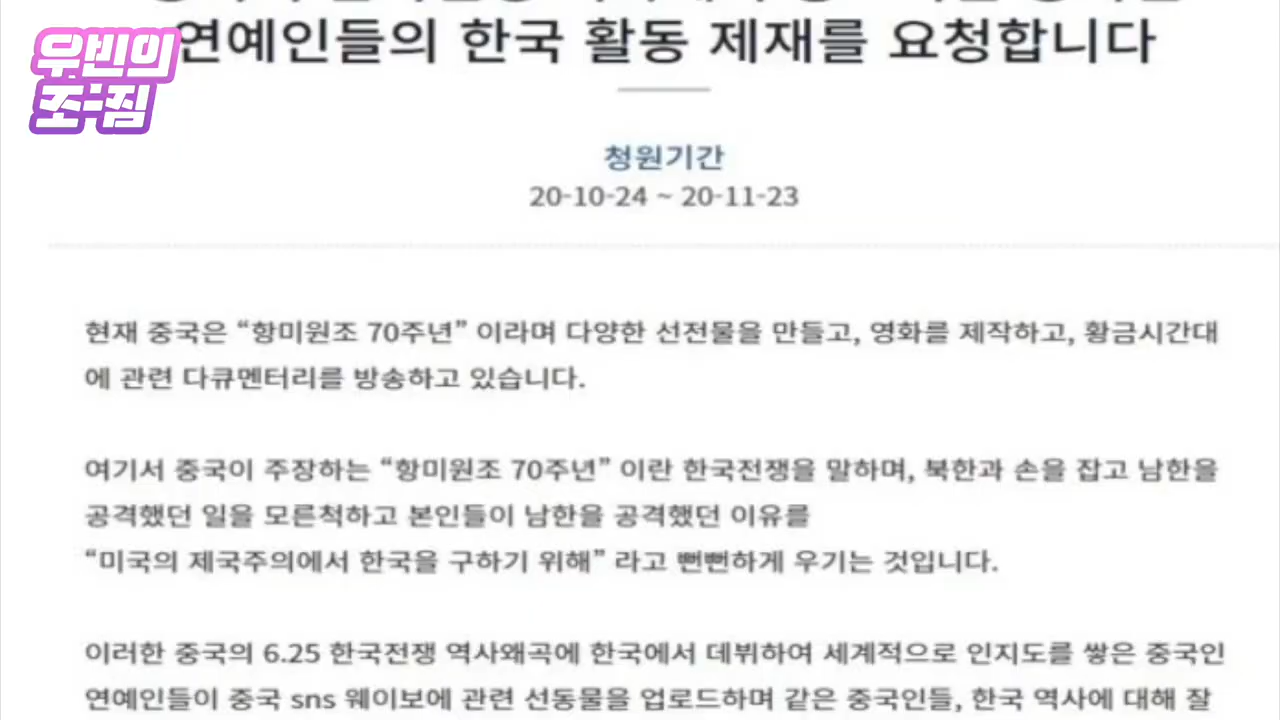 우빈의
조-짐
연예인들의 한국 활동 제재를 요청합니다
청원기간
20-10-24 ~ 20-11-23
현재 중국은 “항미원조 70주년” 이라며 다양한 선전물을 만들고, 영화를 제작하고, 황금시간대
에 관련 다큐멘터리를 방송하고 있습니다.
여기서 중국이 주장하는 “항미원조 70주년” 이란 한국전쟁을 말하며, 북한과 손을 잡고 남한을
공격했던 일을 모른척하고 본인들이 남한을 공격했던 이유를
“미국의 제국주의에서 한국을 구하기 위해” 라고 뻔뻔하게 우기는 것입니다.
이러한 중국의 6.25 한국전쟁 역사왜곡에 한국에서 데뷔하여 세계적으로 인지도를 쌓은 중국인
연예인들이 중국 sns 웨이보에 관련 선동물을 업로드하며 같은 중국인들, 한국 역사에 대해 잘